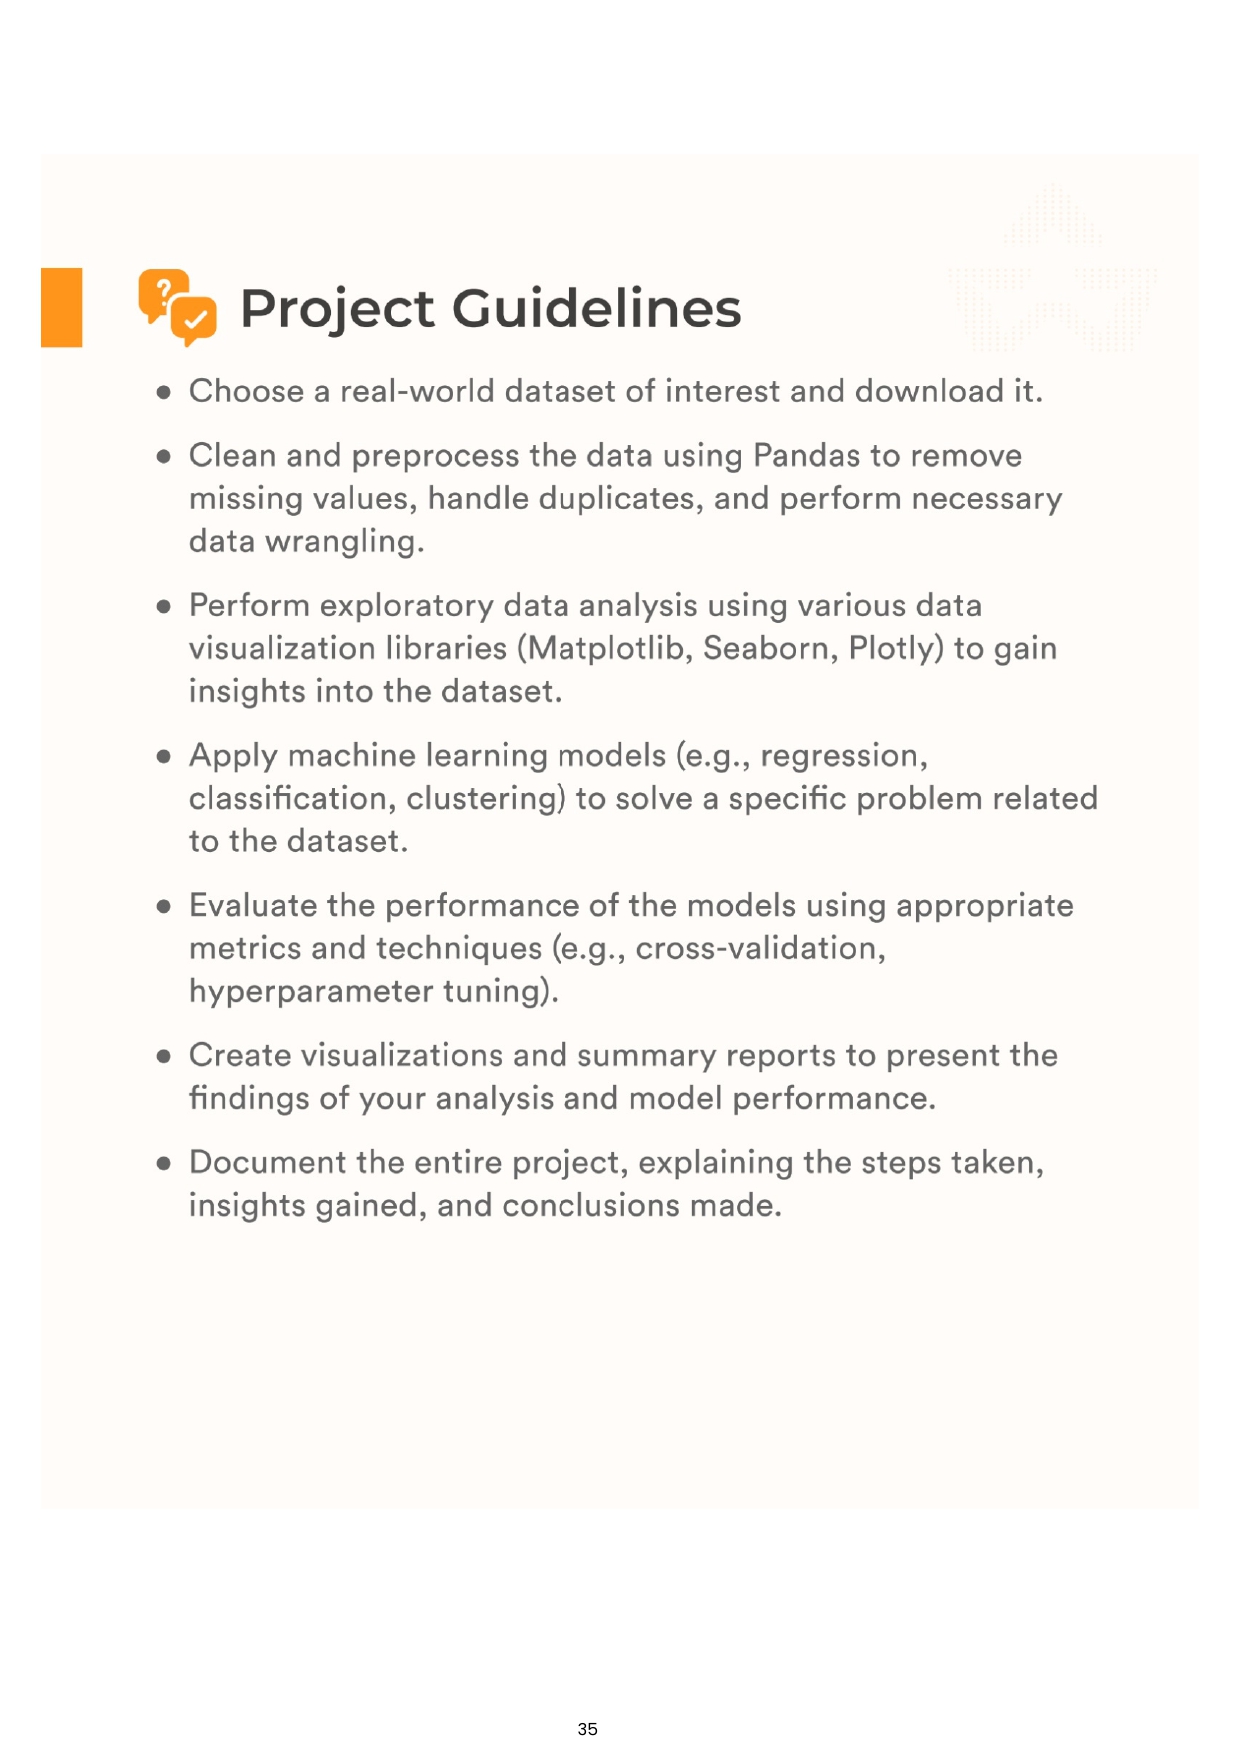 Project Guidelines
• Choose a real-world dataset of interest and download it.
• Clean and preprocess the data using Pandas to remove
missing values, handle duplicates, and perform necessary
data wrangling.
• Perform exploratory data analysis using various data
visualization libraries (Matplotlib, Seaborn, Plotly) to gain
insights into the dataset.
• Apply machine learning models (e.g., regression,
classification, clustering) to solve a specific problem related
to the dataset.
• Evaluate the performance of the models using appropriate
metrics and techniques (e.g., cross-validation,
hyperparameter tuning).
• Create visualizations and summary reports to present the
findings of your analysis and model performance.
• Document the entire project, explaining the steps taken,
insights gained, and conclusions made.
35